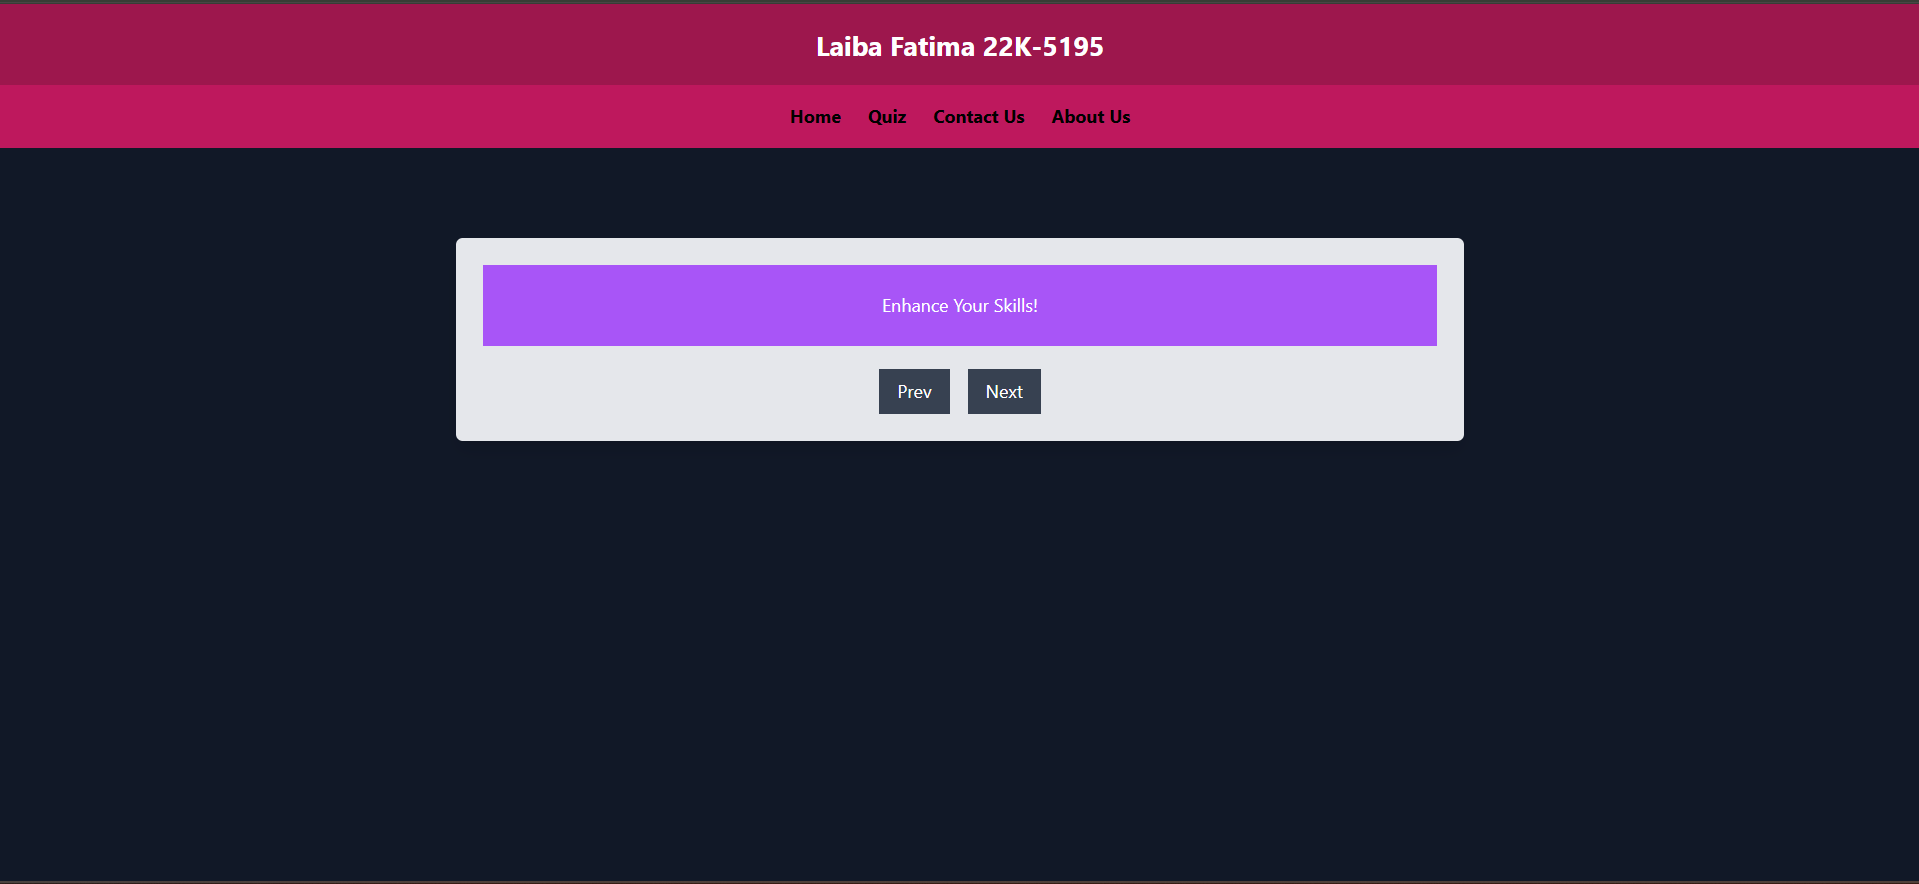 Laiba Fatima 22K-5195
Home Quiz Contact Us About Us
Enhance Your Skills!
Prev Next